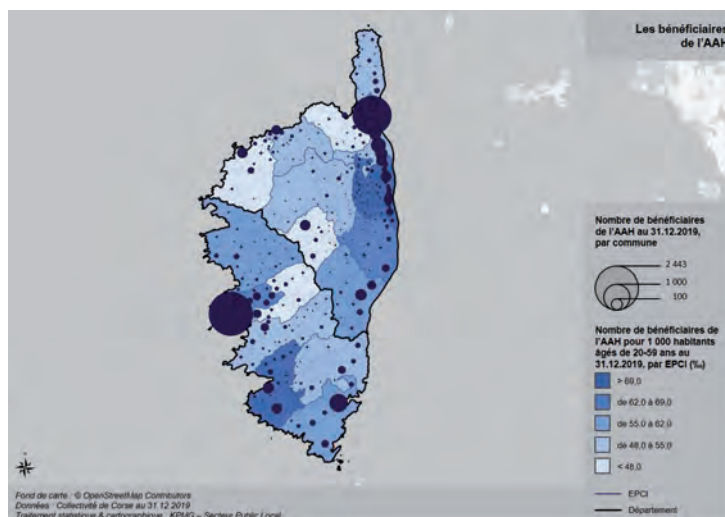 Les bénéficiaires
de l'AAH
Nombre de bénéficiaires
de l'AAH au 31.12.2019,
par commune
2 443
1 000
100
Nombre de bénéficiaires de
l'AAH pour 1 000 habitants
âgés de 20-59 ans au
31.12.2019, par EPCI (‰)
> 69,0
de 62,0 à 69,0
de 55,0 à 62,0
de 48,0 à 55,0
< 48,0
EPCI
Département
Fond de carte : © OpenStreetMap Contributors
Données : Collectivité de Corse au 31.12.2019
Traitement statistique & cartographique : KPMG – Secteur Public Local